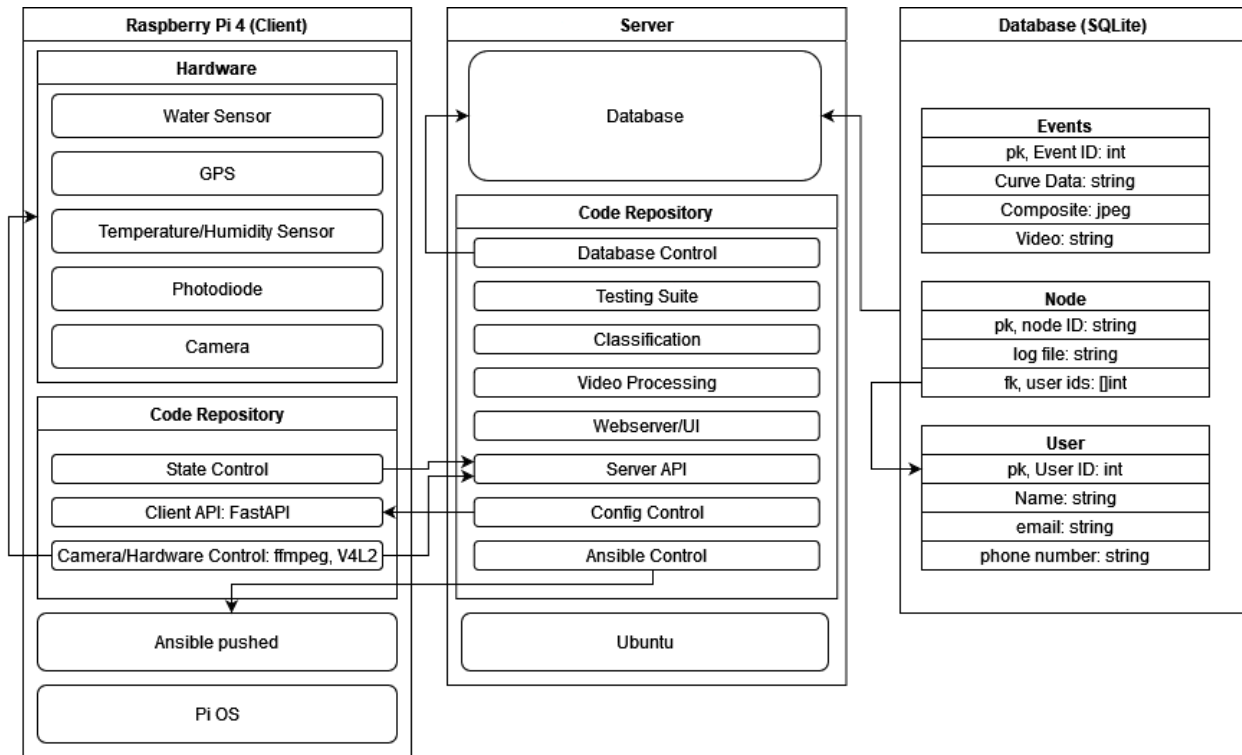 Raspberry Pi 4 (Client)
Hardware
Water Sensor
GPS
Temperature/Humidity Sensor
Photodiode
Camera
Code Repository
State Control
Client API: FastAPI
Camera/Hardware Control: ffmpeg, V4L2
Ansible pushed
Pi OS
Server
Database
Code Repository
Database Control
Testing Suite
Classification
Video Processing
Webserver/UI
Server API
Config Control
Ansible Control
Ubuntu
Database (SQLite)
Events
pk, Event ID: int
Curve Data: string
Composite: jpeg
Video: string
Node
pk, node ID: string
log file: string
fk, user ids: []int
User
pk, User ID: int
Name: string
email: string
phone number: string